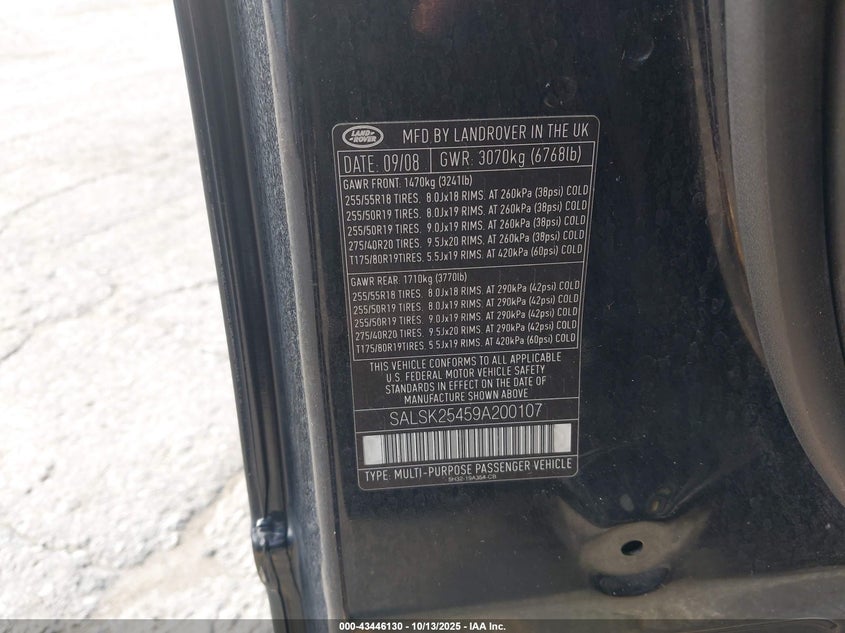 LAND
ROVER
MFD BY LANDROVER IN THE UK
DATE: 09/08 GWR: 3070kg (6768lb)
GAWR FRONT: 1470kg (3241lb)
255/55R18 TIRES. 8.0Jx18 RIMS. AT 260kPa (38psi) COLD
255/50R19 TIRES. 8.0Jx19 RIMS. AT 260kPa (38psi) COLD
255/50R19 TIRES. 9.0Jx19 RIMS. AT 260kPa (38psi) COLD
275/40R20 TIRES. 9.5Jx20 RIMS. AT 260kPa (38psi) COLD
T175/80R19TIRES. 5.5Jx19 RIMS. AT 420kPa (60psi) COLD
GAWR REAR: 1710kg (3770lb)
255/55R18 TIRES. 8.0Jx18 RIMS. AT 290kPa (42psi) COLD
255/50R19 TIRES. 8.0Jx19 RIMS. AT 290kPa (42psi) COLD
255/50R19 TIRES. 9.0Jx19 RIMS. AT 290kPa (42psi) COLD
275/40R20 TIRES. 9.5Jx20 RIMS. AT 290kPa (42psi) COLD
T175/80R19TIRES. 5.5Jx19 RIMS. AT 420kPa (60psi) COLD
THIS VEHICLE CONFORMS TO ALL APPLICABLE
U.S. FEDERAL MOTOR VEHICLE SAFETY
STANDARDS IN EFFECT ON THE DATE OF
MANUFACTURE SHOWN ABOVE
SALSK25459A200107
TYPE: MULTI-PURPOSE PASSENGER VEHICLE
5H32-19A364-CB
000-43446130 - 10/13/2025 - IAA Inc.